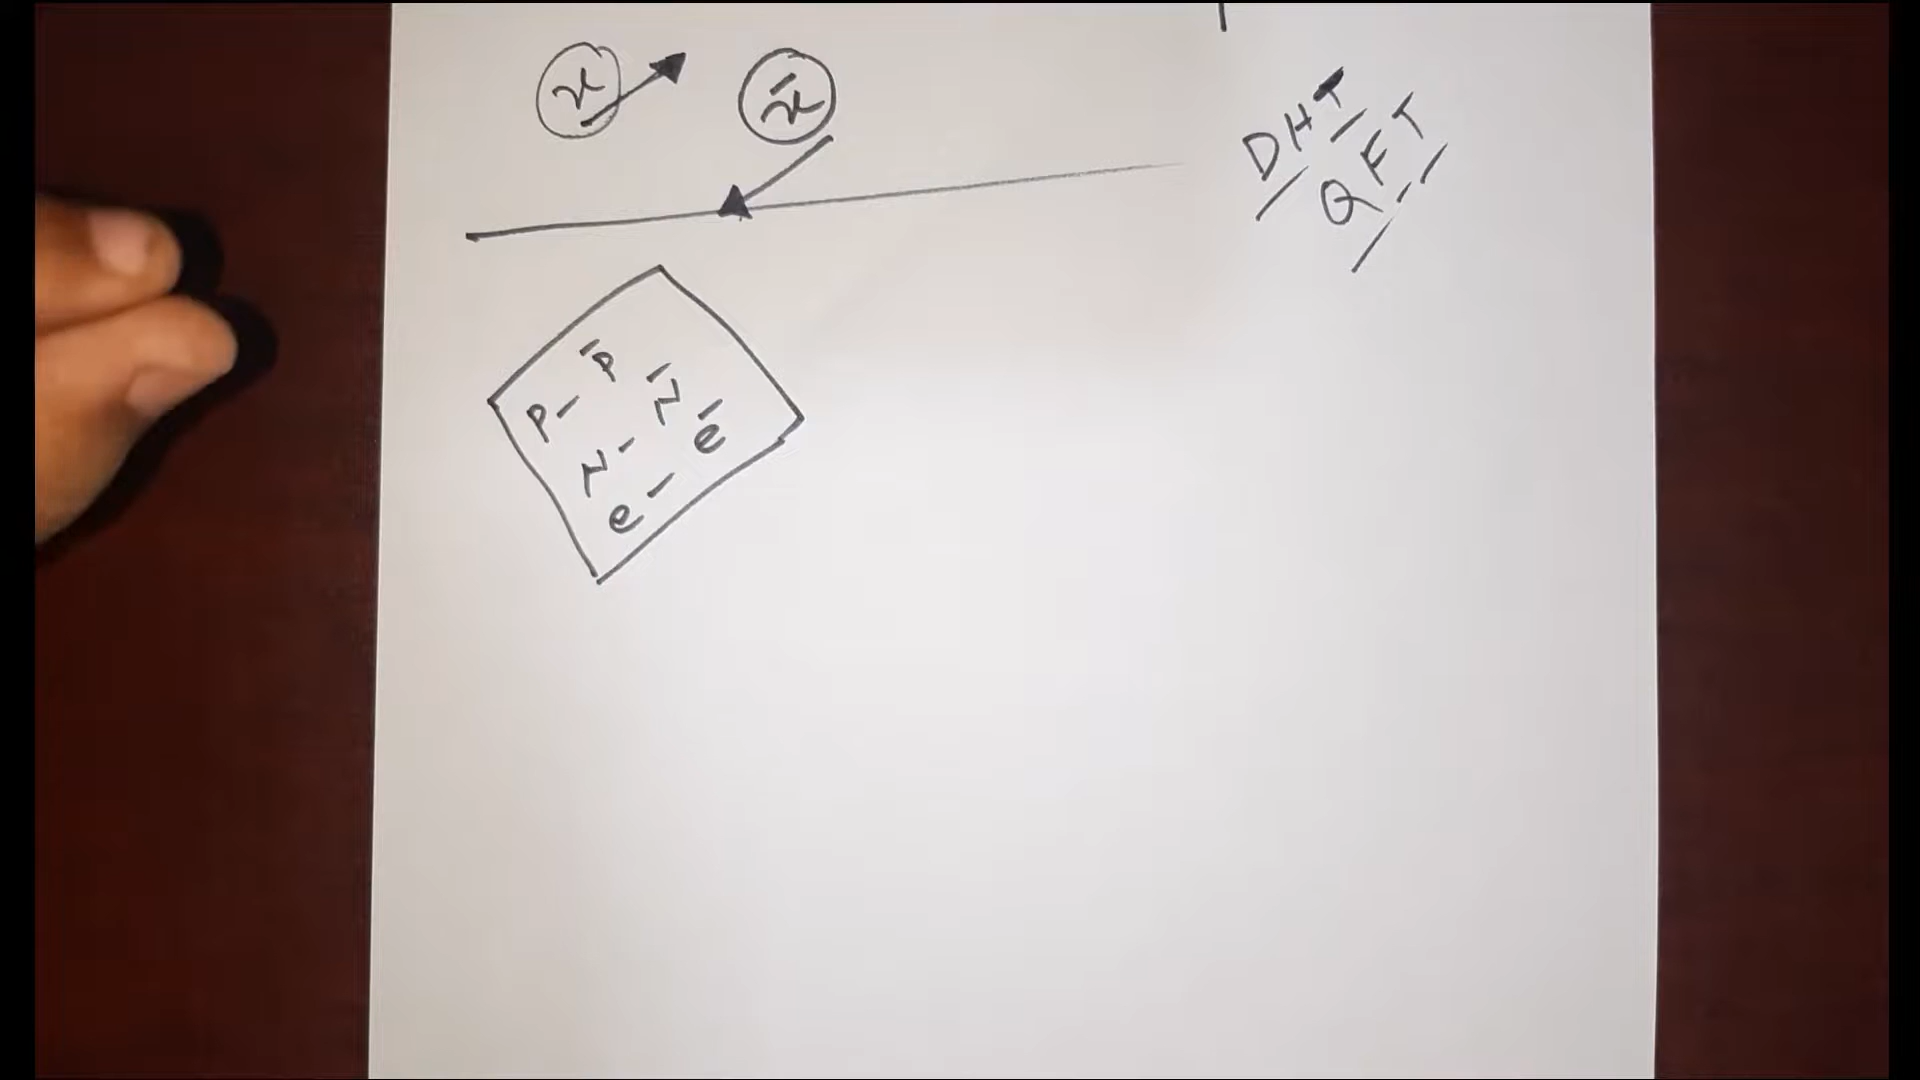 x
x̄
DHT
QFT
P - P̄
N - N̄
e - ē